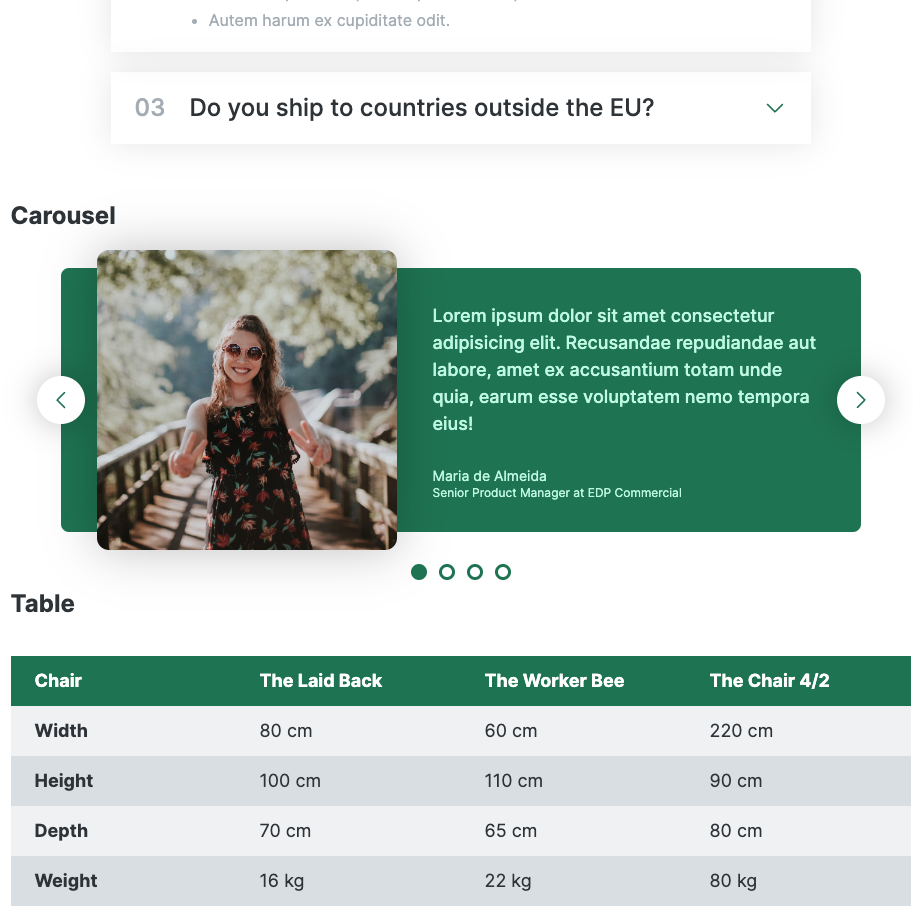 Autem harum ex cupiditate odit.
03 Do you ship to countries outside the EU?
Carousel
Lorem ipsum dolor sit amet consectetur
adipisicing elit. Recusandae repudiandae aut
labore, amet ex accusantium totam unde
quia, earum esse voluptatem nemo tempora
eius!
Maria de Almeida
Senior Product Manager at EDP Commercial
Table
Chair The Laid Back The Worker Bee The Chair 4/2
Width 80 cm 60 cm 220 cm
Height 100 cm 110 cm 90 cm
Depth 70 cm 65 cm 80 cm
Weight 16 kg 22 kg 80 kg